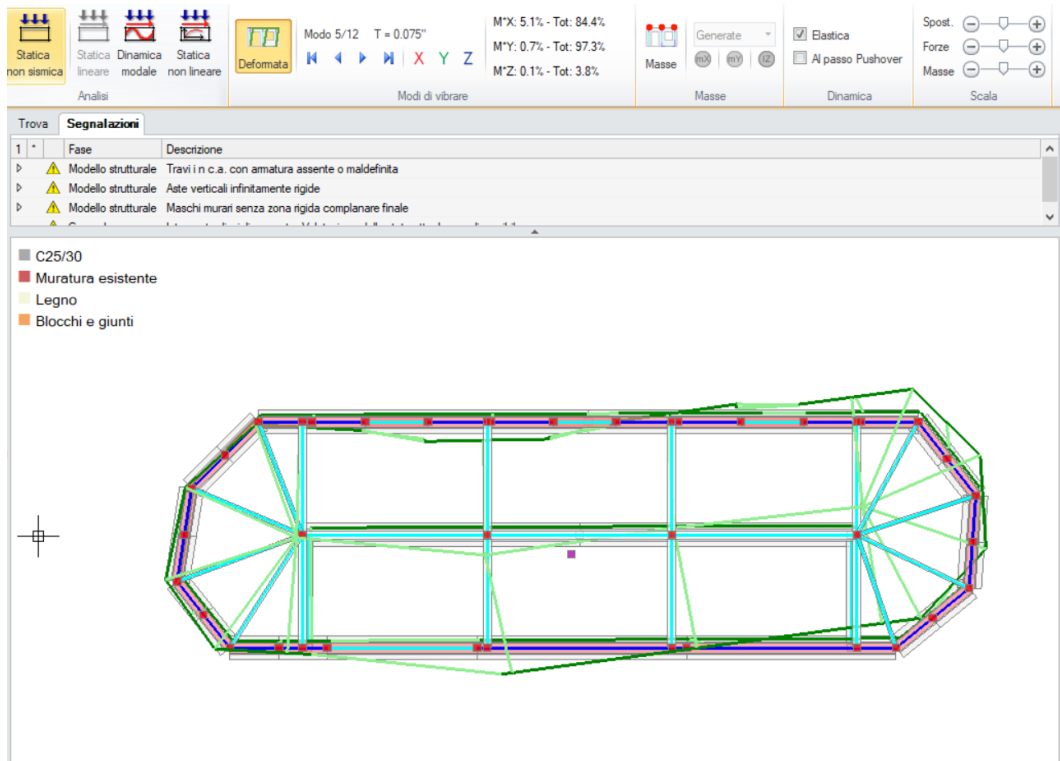 Statica non sismica
Statica lineare
Dinamica modale
Statica non lineare
Analisi
Deformata
Modo 5/12 T = 0.075"
X Y Z
M*X: 5.1% - Tot: 84.4%
M*Y: 0.7% - Tot: 97.3%
M*Z: 0.1% - Tot: 3.8%
Modi di vibrare
Masse
Generate
mX mY IZ
Masse
Elastica
Al passo Pushover
Dinamica
Spost.
Forze
Masse
Scala
Trova Segnalazioni
1 * Fase Descrizione
Modello strutturale Travi i n c.a. con armatura assente o maldefinita
Modello strutturale Aste verticali infinitamente rigide
Modello strutturale Maschi murari senza zona rigida complanare finale
C25/30
Muratura esistente
Legno
Blocchi e giunti